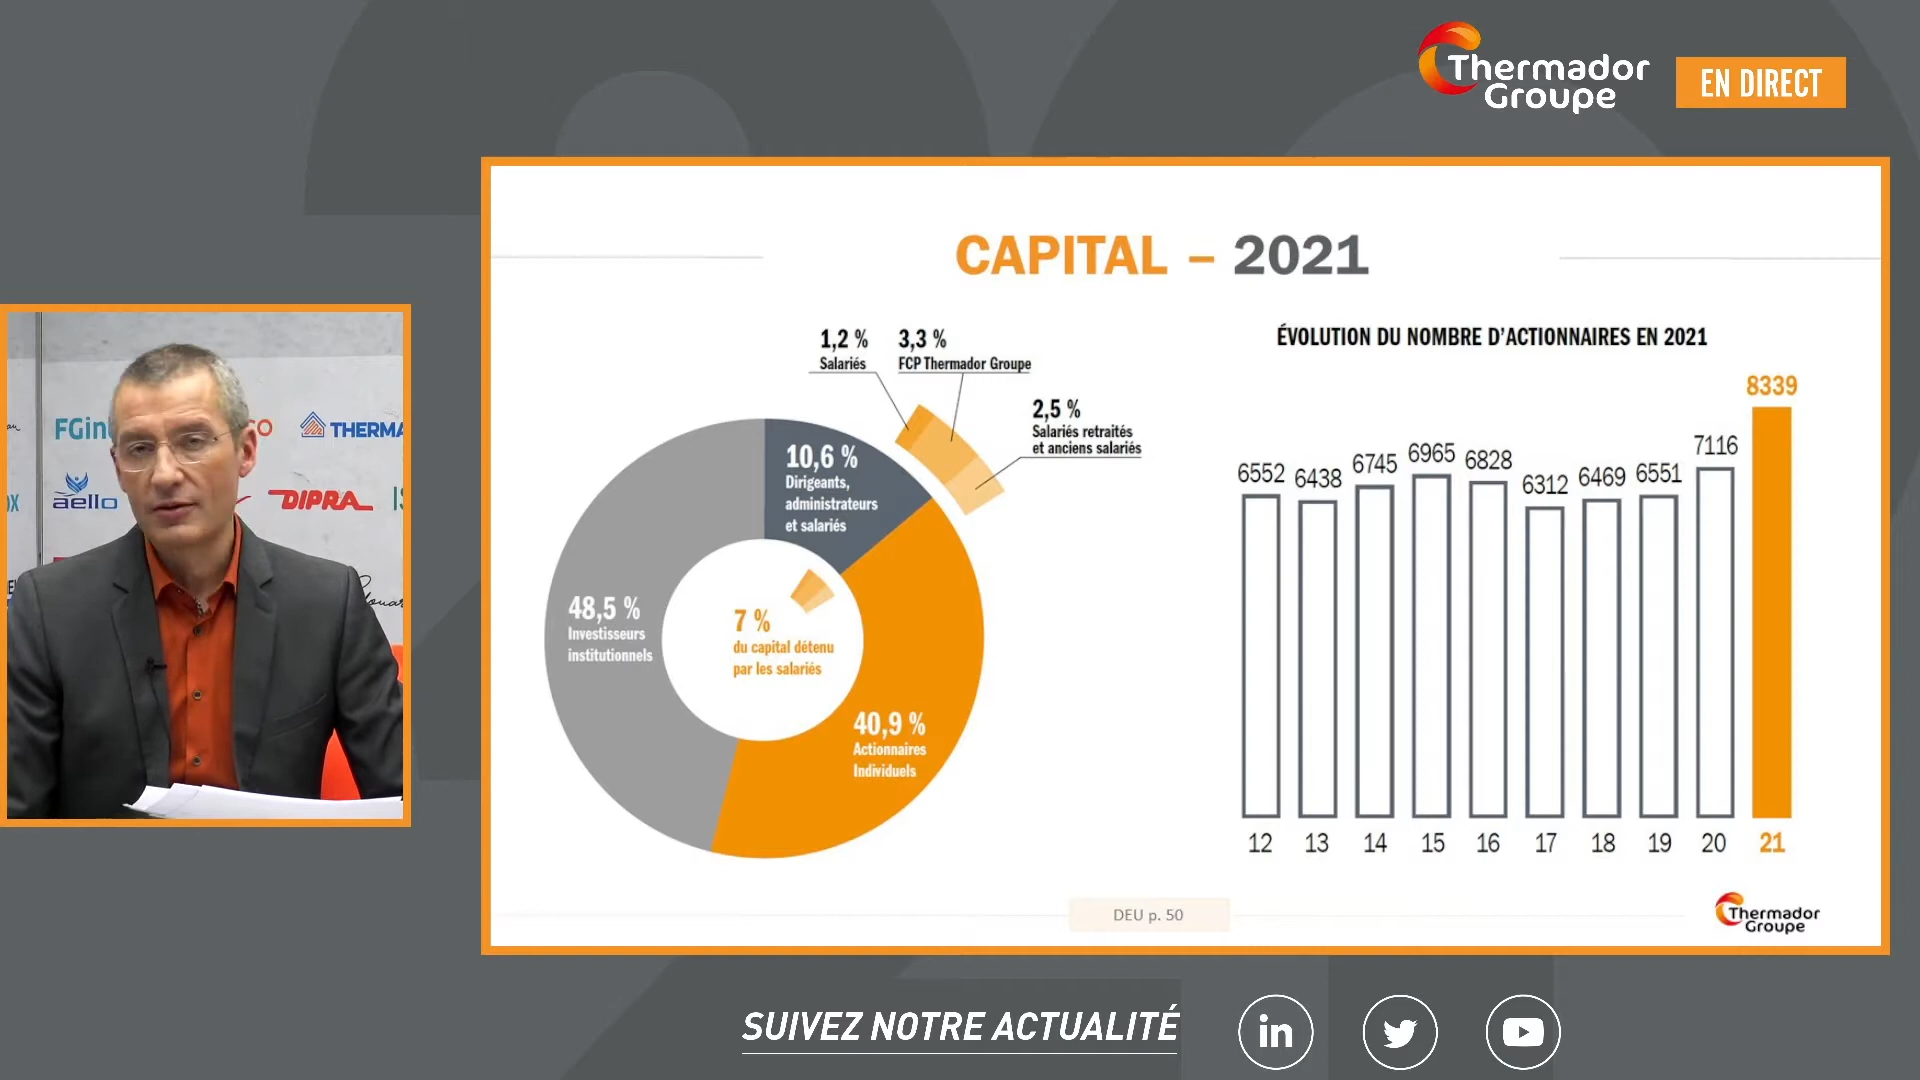 Thermador
Groupe
EN DIRECT
CAPITAL – 2021
1,2 %
Salariés
3,3 %
FCP Thermador Groupe
2,5 %
Salariés retraités
et anciens salariés
10,6 %
Dirigeants,
administrateurs
et salariés
48,5 %
Investisseurs
institutionnels
7 %
du capital détenu
par les salariés
40,9 %
Actionnaires
Individuels
ÉVOLUTION DU NOMBRE D’ACTIONNAIRES EN 2021
6552
6438
6745
6965
6828
6312
6469
6551
7116
8339
12
13
14
15
16
17
18
19
20
21
DEU p. 50
Thermador
Groupe
THERMA
aello
DIPRA
SUIVEZ NOTRE ACTUALITÉ
in